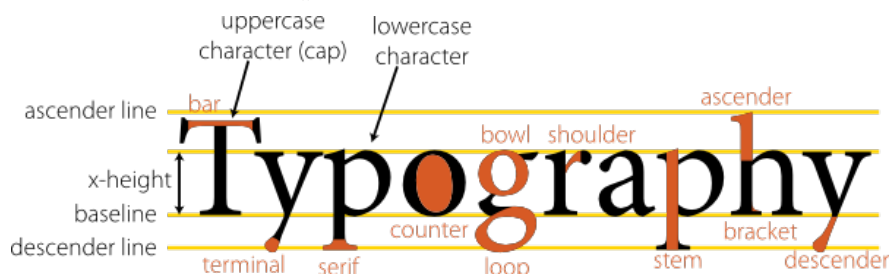 uppercase
character (cap)
lowercase
character
ascender line
bar
ascender
bowl
shoulder
Typography
x-height
baseline
counter
bracket
descender line
terminal
serif
loop
stem
descender